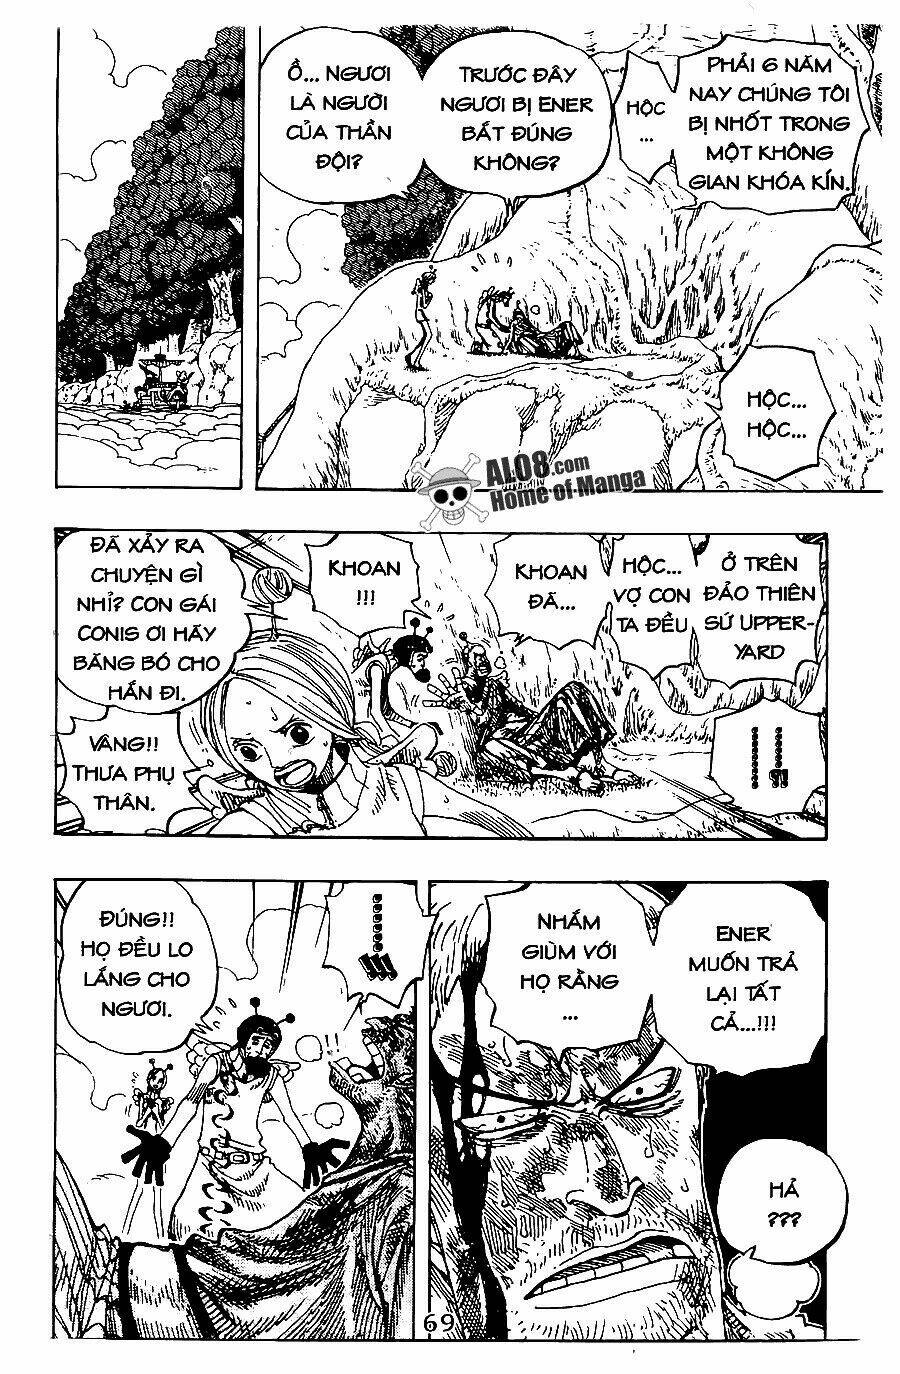 PHẢI 6 NĂM
NAY CHÚNG TÔI
BỊ NHỐT TRONG
MỘT KHÔNG
GIAN KHÓA KÍN.
HỘC
...
TRƯỚC ĐÂY
NGƯƠI BỊ ENER
BẮT ĐÚNG
KHÔNG?
Ồ... NGƯƠI
LÀ NGƯỜI
CỦA THẦN
ĐỘI?
HỘC...
HỘC...
ALO8.com
Home of Manga
Ở TRÊN
ĐẢO THIÊN
SỨ UPPER-
YARD
HỘC...
VỢ CON
TA ĐỀU
KHOAN
ĐÃ...
KHOAN
!!!
ĐÃ XẢY RA
CHUYỆN GÌ
NHỈ? CON GÁI
CONIS ƠI HÃY
BĂNG BÓ CHO
HẮN ĐI.
VÂNG!!
THƯA PHỤ
THÂN.
.......... ?!
ENER
MUỐN TRẢ
LẠI TẤT
CẢ...!!!
NHẮM
GIÙM VỚI
HỌ RẰNG
...
HẢ
???
......!!!
ĐÚNG!!
HỌ ĐỀU LO
LẮNG CHO
NGƯƠI.
!!
69